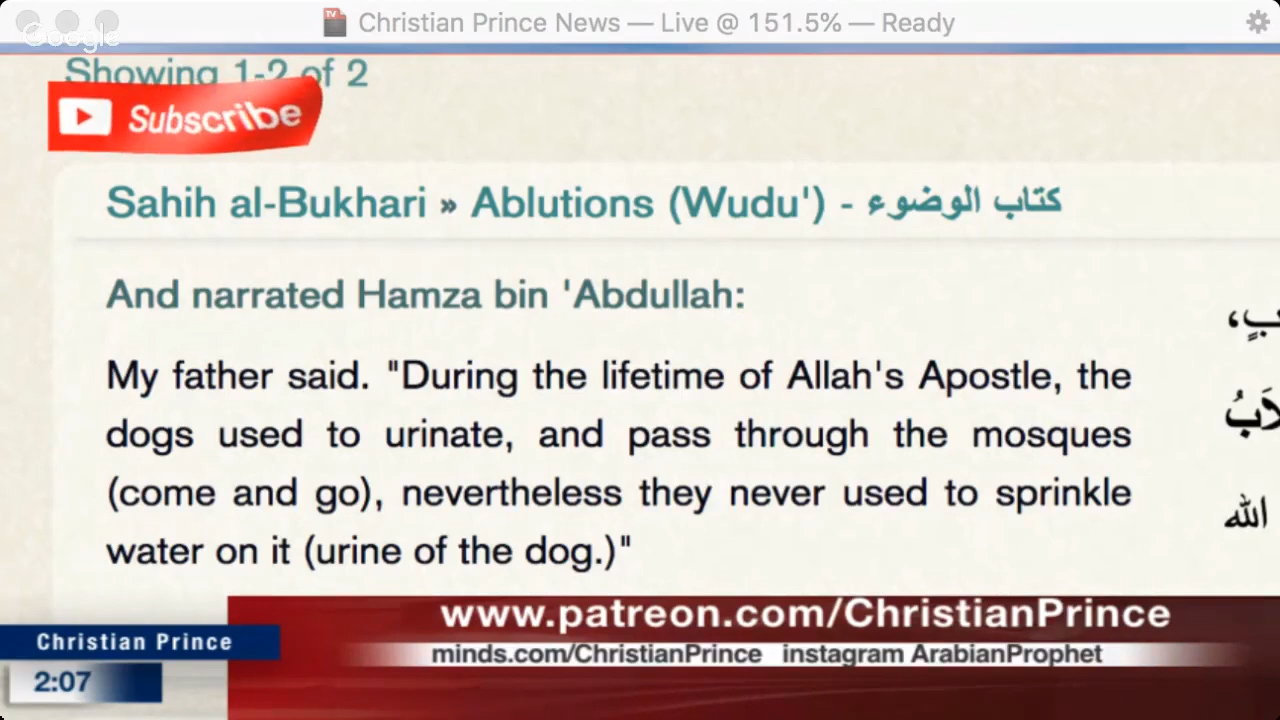 Christian Prince News — Live @ 151.5% — Ready
Google
Showing 1-2 of 2
Subscribe
Sahih al-Bukhari » Ablutions (Wudu') - كتاب الوضوء
And narrated Hamza bin 'Abdullah:
My father said. "During the lifetime of Allah's Apostle, the
dogs used to urinate, and pass through the mosques
(come and go), nevertheless they never used to sprinkle
water on it (urine of the dog.)"
الله
www.patreon.com/ChristianPrince
Christian Prince
minds.com/ChristianPrince instagram ArabianProphet
2:07